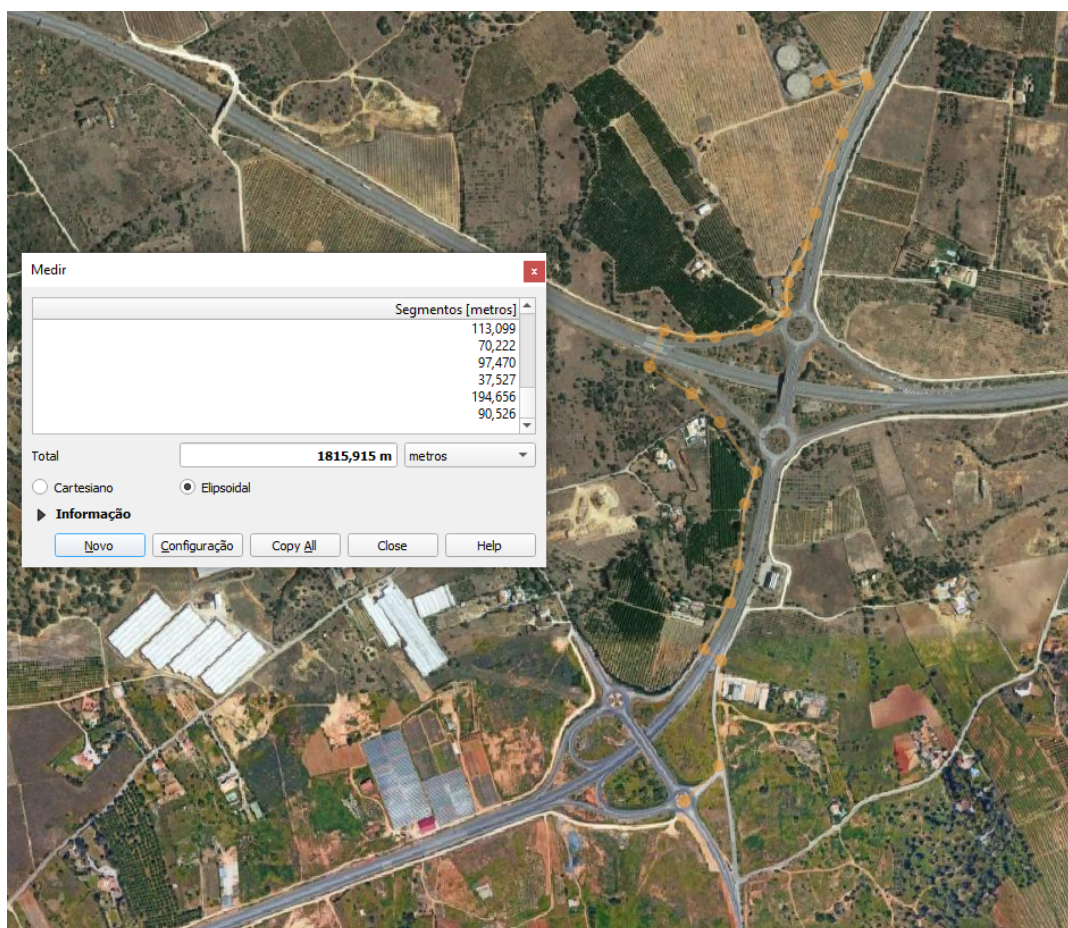 Medir
x
Segmentos [metros]
113,099
70,222
97,470
37,527
194,656
90,526
Total 1815,915 m metros
Cartesiano Elipsoidal
Informação
Novo Configuração Copy All Close Help